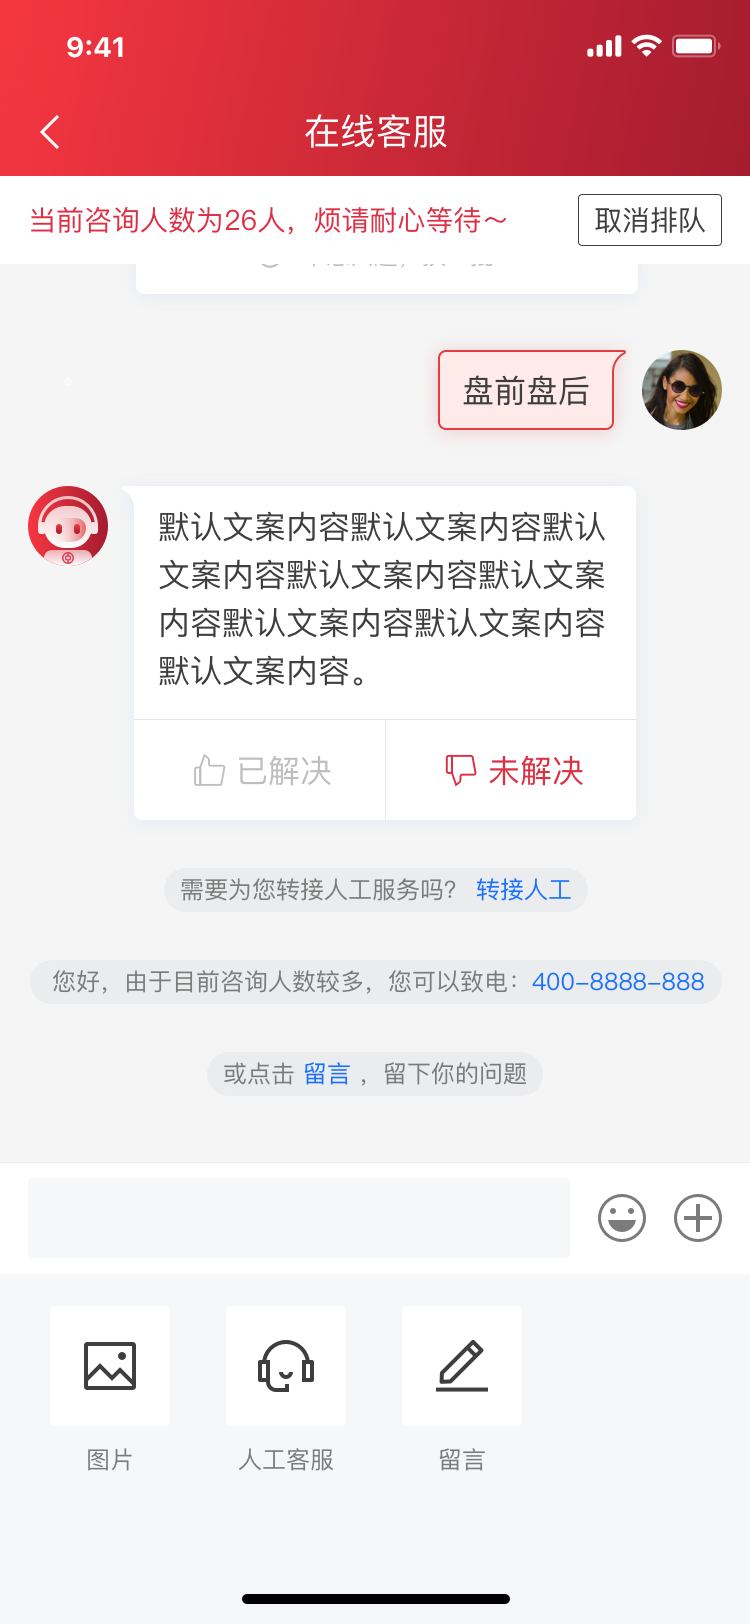 9:41
在线客服
当前咨询人数为26人，烦请耐心等待～
取消排队
盘前盘后
默认文案内容默认文案内容默认
文案内容默认文案内容默认文案
内容默认文案内容默认文案内容
默认文案内容。
已解决
未解决
需要为您转接人工服务吗？ 转接人工
您好，由于目前咨询人数较多，您可以致电：400-8888-888
或点击 留言 ，留下你的问题
图片
人工客服
留言